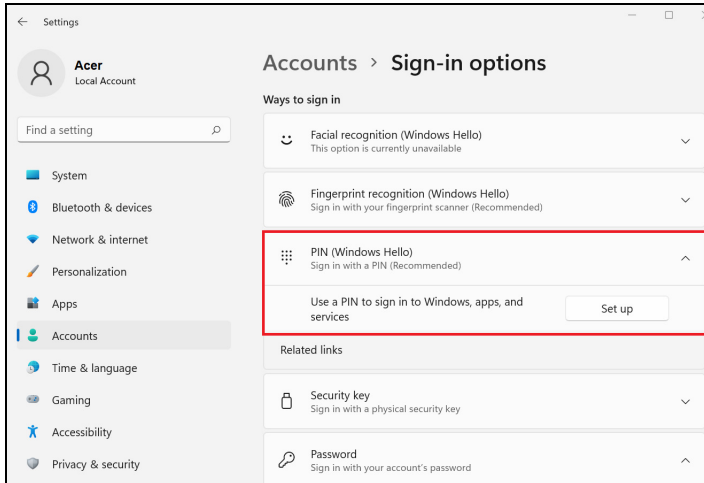 Settings
Acer
Local Account
Find a setting
System
Bluetooth & devices
Network & internet
Personalization
Apps
Accounts
Time & language
Gaming
Accessibility
Privacy & security
Accounts > Sign-in options
Ways to sign in
Facial recognition (Windows Hello)
This option is currently unavailable
Fingerprint recognition (Windows Hello)
Sign in with your fingerprint scanner (Recommended)
PIN (Windows Hello)
Sign in with a PIN (Recommended)
Use a PIN to sign in to Windows, apps, and
services
Set up
Related links
Security key
Sign in with a physical security key
Password
Sign in with your account's password